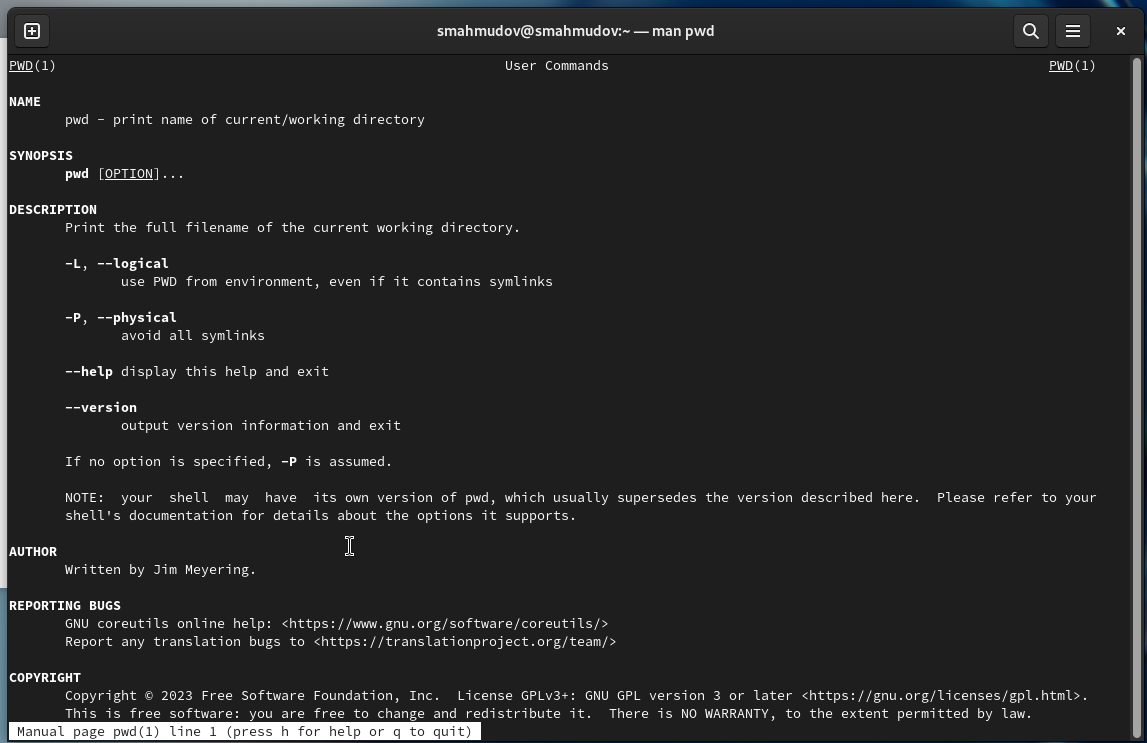 smahmudov@smahmudov:~ — man pwd
PWD(1) User Commands PWD(1)
NAME
pwd - print name of current/working directory
SYNOPSIS
pwd [OPTION]...
DESCRIPTION
Print the full filename of the current working directory.
-L, --logical
use PWD from environment, even if it contains symlinks
-P, --physical
avoid all symlinks
--help display this help and exit
--version
output version information and exit
If no option is specified, -P is assumed.
NOTE:  your  shell  may  have  its own version of pwd, which usually supersedes the version described here.  Please refer to your
shell's documentation for details about the options it supports.
AUTHOR
Written by Jim Meyering.
REPORTING BUGS
GNU coreutils online help: <https://www.gnu.org/software/coreutils/>
Report any translation bugs to <https://translationproject.org/team/>
COPYRIGHT
Copyright © 2023 Free Software Foundation, Inc.  License GPLv3+: GNU GPL version 3 or later <https://gnu.org/licenses/gpl.html>.
This is free software: you are free to change and redistribute it.  There is NO WARRANTY, to the extent permitted by law.
Manual page pwd(1) line 1 (press h for help or q to quit)